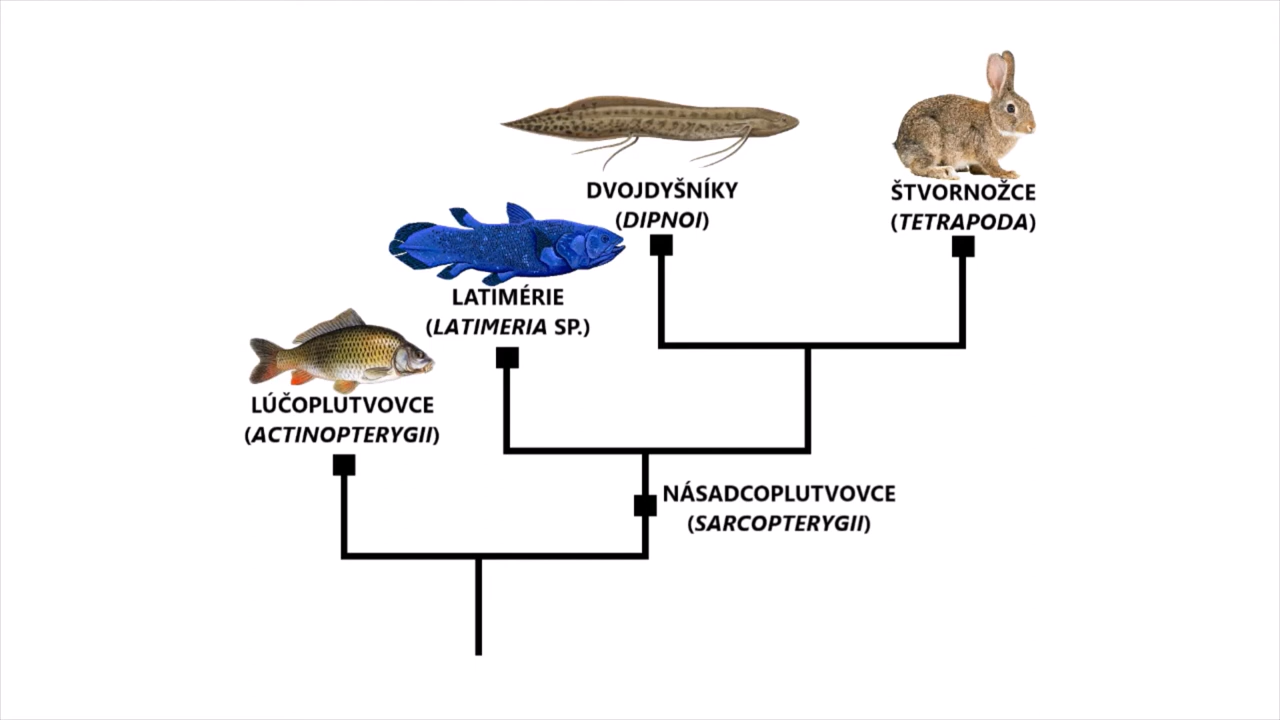 DVOJDYŠNÍKY
(DIPNOI)
ŠTVORNOŽCE
(TETRAPODA)
LATIMÉRIE
(LATIMERIA SP.)
LÚČOPLUTVOVCE
(ACTINOPTERYGII)
NÁSADCOPLUTVOVCE
(SARCOPTERYGII)